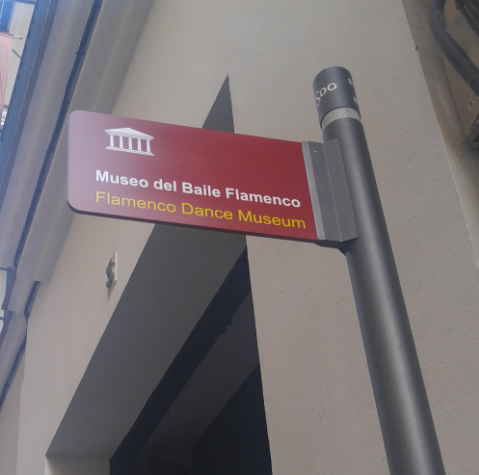 Museo del Baile Flamenco
Flamenco Dance Museum